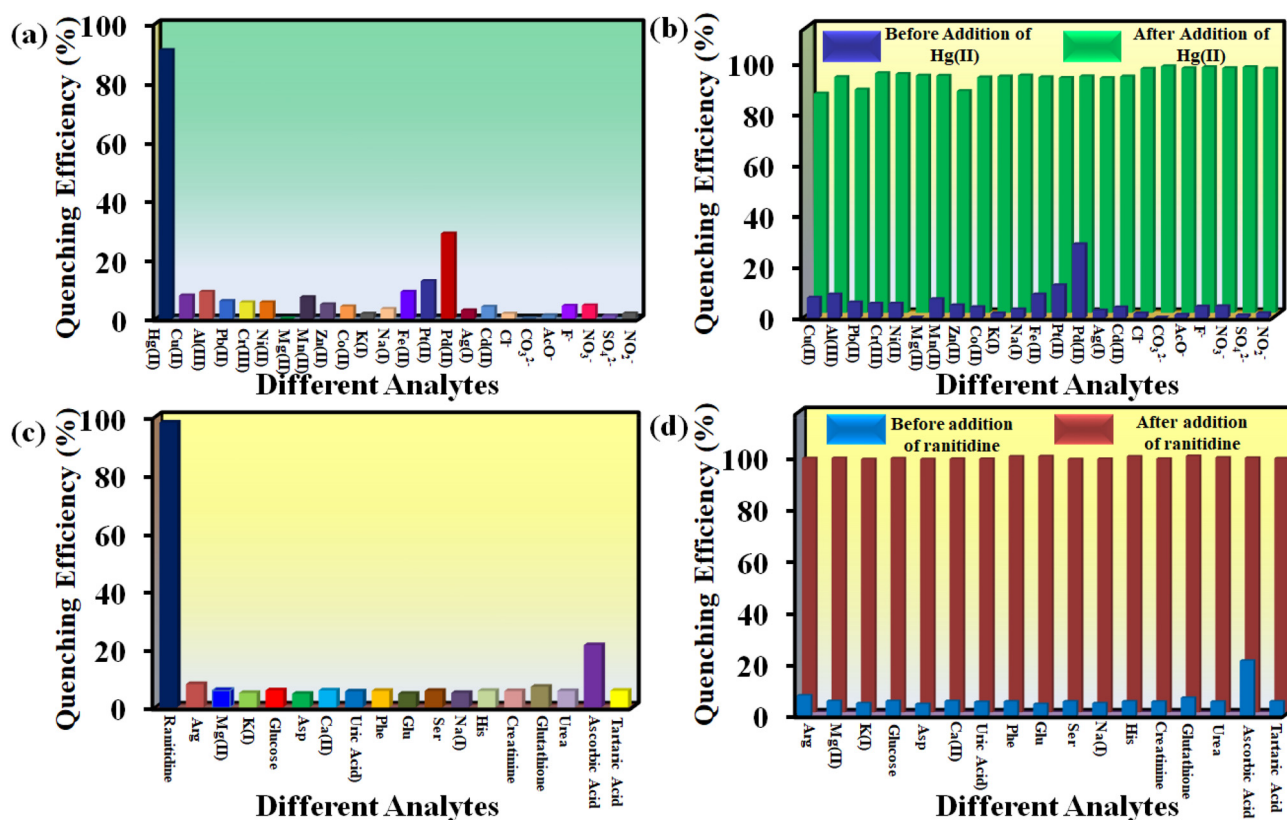 (a)
Quenching Efficiency (%)
100
80
60
40
20
0
Hg(II)
Cu(II)
Al(III)
Pb(II)
Cr(III)
Ni(II)
Mg(II)
Mn(II)
Zn(II)
Co(II)
K(I)
Na(I)
Fe(II)
Pt(II)
Pd(II)
Ag(I)
Cd(II)
Cl⁻
CO₃²⁻
AcO⁻
F⁻
NO₃⁻
SO₄²⁻
NO₂⁻
Different Analytes
(b)
Before Addition of
Hg(II)
After Addition of
Hg(II)
Quenching Efficiency (%)
100
80
60
40
20
0
Cu(II)
Al(III)
Pb(II)
Cr(III)
Ni(II)
Mg(II)
Mn(II)
Zn(II)
Co(II)
K(I)
Na(I)
Fe(II)
Pt(II)
Pd(II)
Ag(I)
Cd(II)
Cl⁻
CO₃²⁻
AcO⁻
F⁻
NO₃⁻
SO₄²⁻
NO₂⁻
Different Analytes
(c)
Quenching Efficiency (%)
100
80
60
40
20
0
Ranitidine
Arg
Mg(II)
K(I)
Glucose
Asp
Ca(II)
Uric Acid)
Phe
Glu
Ser
Na(I)
His
Creatinine
Glutathione
Urea
Ascorbic Acid
Tartaric Acid
Different Analytes
(d)
Before addition
of ranitidine
After addition
of ranitidine
Quenching Efficiency (%)
100
80
60
40
20
0
Arg
Mg(II)
K(I)
Glucose
Asp
Ca(II)
Uric Acid)
Phe
Glu
Ser
Na(I)
His
Creatinine
Glutathione
Urea
Ascorbic Acid
Tartaric Acid
Different Analytes